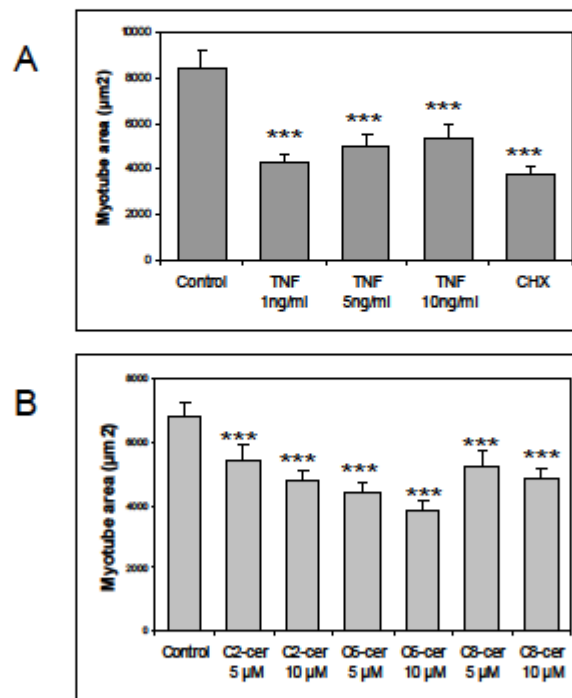 A
Myotube area (µm2)
10000
8000
6000
4000
2000
0
***
***
***
***
Control TNF TNF TNF CHX
1ng/ml 5ng/ml 10ng/ml
B
Myotube area (µm2)
8000
6000
4000
2000
0
***
***
***
***
***
***
Control C2-cer C2-cer C6-cer C6-cer C8-cer C8-cer
5 µM 10 µM 5 µM 10 µM 5 µM 10 µM